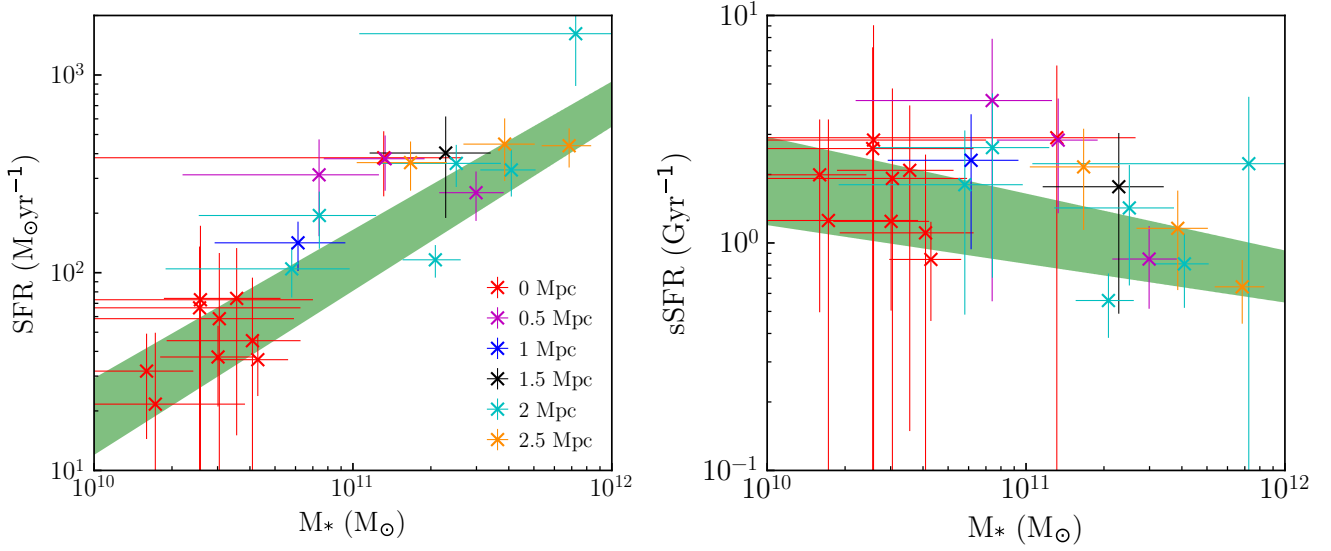 SFR (M⊙yr⁻¹)
10³
10²
10¹
10¹⁰
10¹¹
10¹²
M* (M⊙)
0 Mpc
0.5 Mpc
1 Mpc
1.5 Mpc
2 Mpc
2.5 Mpc
sSFR (Gyr⁻¹)
10¹
10⁰
10⁻¹
10¹⁰
10¹¹
10¹²
M* (M⊙)